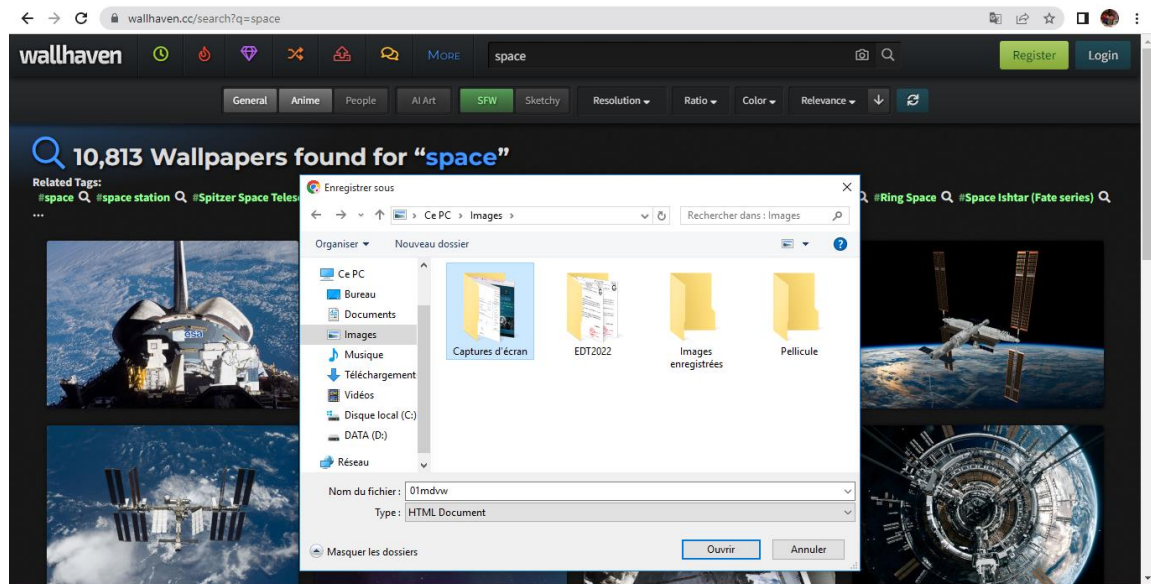 wallhaven.cc/search?q=space
wallhaven MORE space Register Login
General Anime People AI Art SFW Sketchy Resolution Ratio Color Relevance
10,813 Wallpapers found for “space”
Related Tags:
#space #space station #Spitzer Space Teles #Ring Space #Space Ishtar (Fate series)
...
Enregistrer sous
Ce PC > Images > Rechercher dans : Images
Organiser Nouveau dossier
Ce PC
Bureau
Documents
Images
Musique
Téléchargement
Vidéos
Disque local (C:)
DATA (D:)
Réseau
Captures d'écran EDT2022 Images enregistrées Pellicule
Nom du fichier : 01mdvw
Type : HTML Document
Masquer les dossiers Ouvrir Annuler
esa